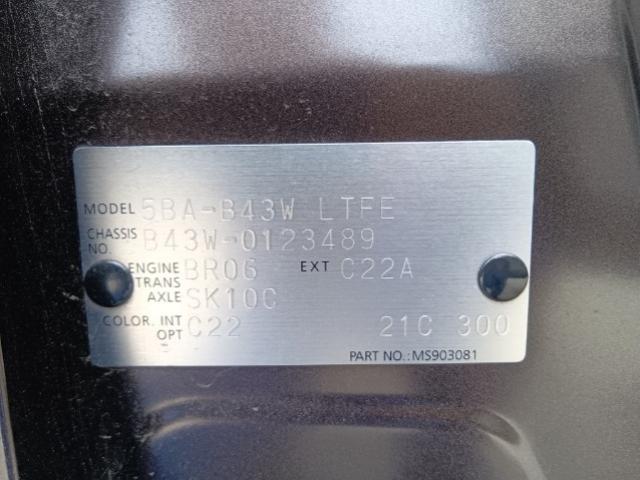 MODEL 5BA-B43W LTFE
CHASSIS NO. B43W-0123489
ENGINE BR06 EXT C22A
TRANS AXLE SK10C
COLOR. INT OPT C22 21C 300
PART NO.:MS903081